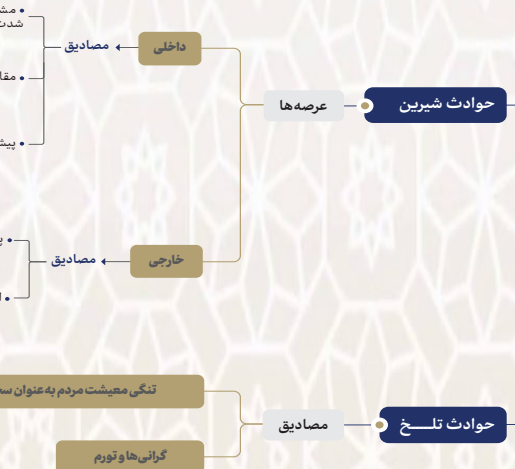 حوادث شیرین
عرصه‌ها
داخلی
مصادیق
خارجی
مصادیق
حوادث تلـــخ
مصادیق
تنگی معیشت مردم به‌عنوان
گرانی‌ها و تورم